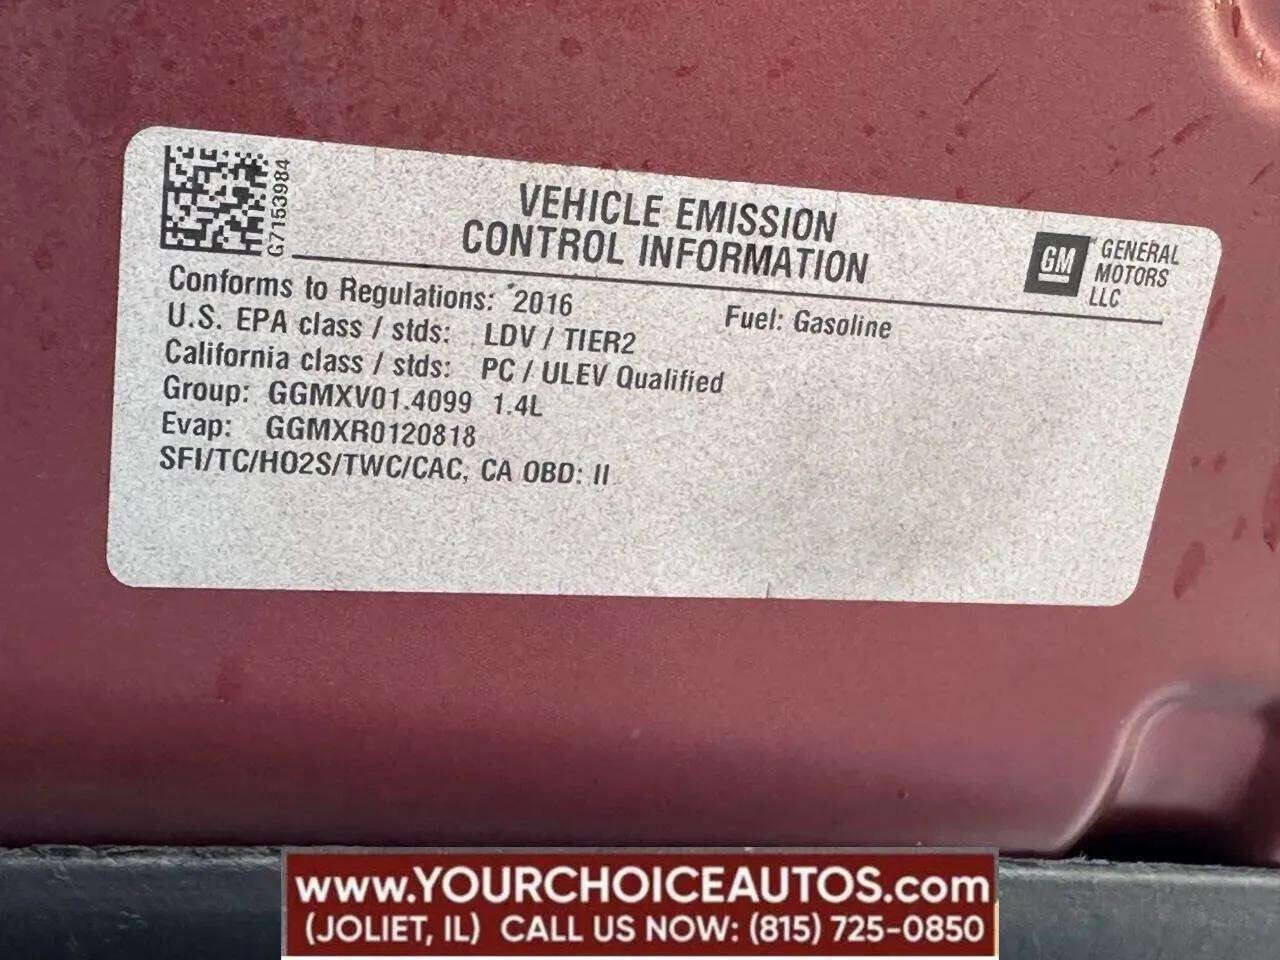 G7153984
VEHICLE EMISSION
CONTROL INFORMATION
GM
GENERAL
MOTORS
LLC
Conforms to Regulations: 2016
Fuel: Gasoline
U.S. EPA class / stds: LDV / TIER2
California class / stds: PC / ULEV Qualified
Group: GGMXV01.4099 1.4L
Evap: GGMXR0120818
SFI/TC/HO2S/TWC/CAC, CA OBD: II
www.YOURCHOICEAUTOS.com
(JOLIET, IL) CALL US NOW: (815) 725-0850